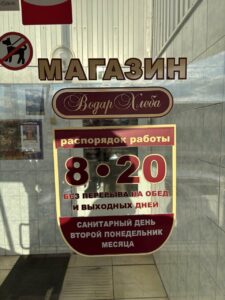 МАГАЗИН
Водар Хлеба
распорядок работы
8•20
БЕЗ ПЕРЕРЫВА НА ОБЕД
И ВЫХОДНЫХ ДНЕЙ
САНИТАРНЫЙ ДЕНЬ
ВТОРОЙ ПОНЕДЕЛЬНИК
МЕСЯЦА